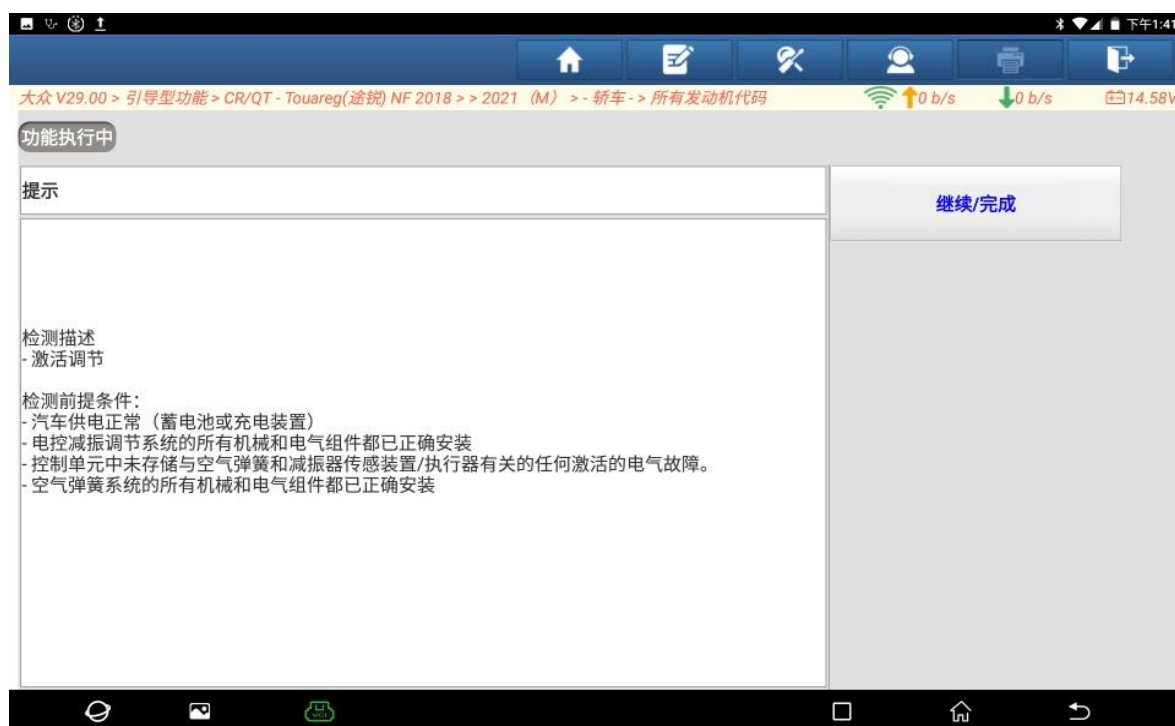 下午1:41
大众 V29.00 > 引导型功能 > CR/QT - Touareg(途锐) NF 2018 > > 2021 （M） > - 轿车 - > 所有发动机代码
0 b/s
0 b/s
14.58V
功能执行中
提示
继续/完成
检测描述
- 激活调节
检测前提条件：
- 汽车供电正常（蓄电池或充电装置）
- 电控减振调节系统的所有机械和电气组件都已正确安装
- 控制单元中未存储与空气弹簧和减振器传感装置/执行器有关的任何激活的电气故障。
- 空气弹簧系统的所有机械和电气组件都已正确安装
VCI